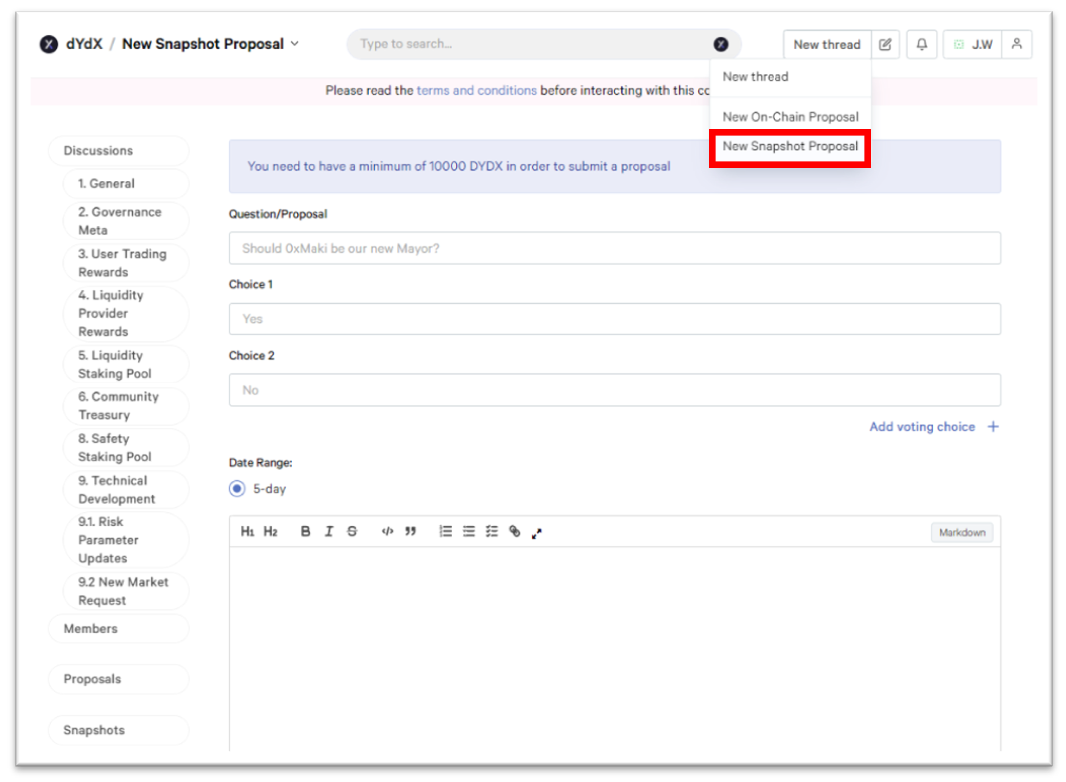 dYdX / New Snapshot Proposal
Type to search...
New thread
J.W
New thread
New On-Chain Proposal
New Snapshot Proposal
Please read the terms and conditions before interacting with this co
Discussions
1. General
2. Governance
Meta
3. User Trading
Rewards
4. Liquidity
Provider
Rewards
5. Liquidity
Staking Pool
6. Community
Treasury
8. Safety
Staking Pool
9. Technical
Development
9.1. Risk
Parameter
Updates
9.2 New Market
Request
Members
Proposals
Snapshots
You need to have a minimum of 10000 DYDX in order to submit a proposal
Question/Proposal
Should 0xMaki be our new Mayor?
Choice 1
Yes
Choice 2
No
Add voting choice +
Date Range:
5-day
H1 H2 B I S </> ”
Markdown